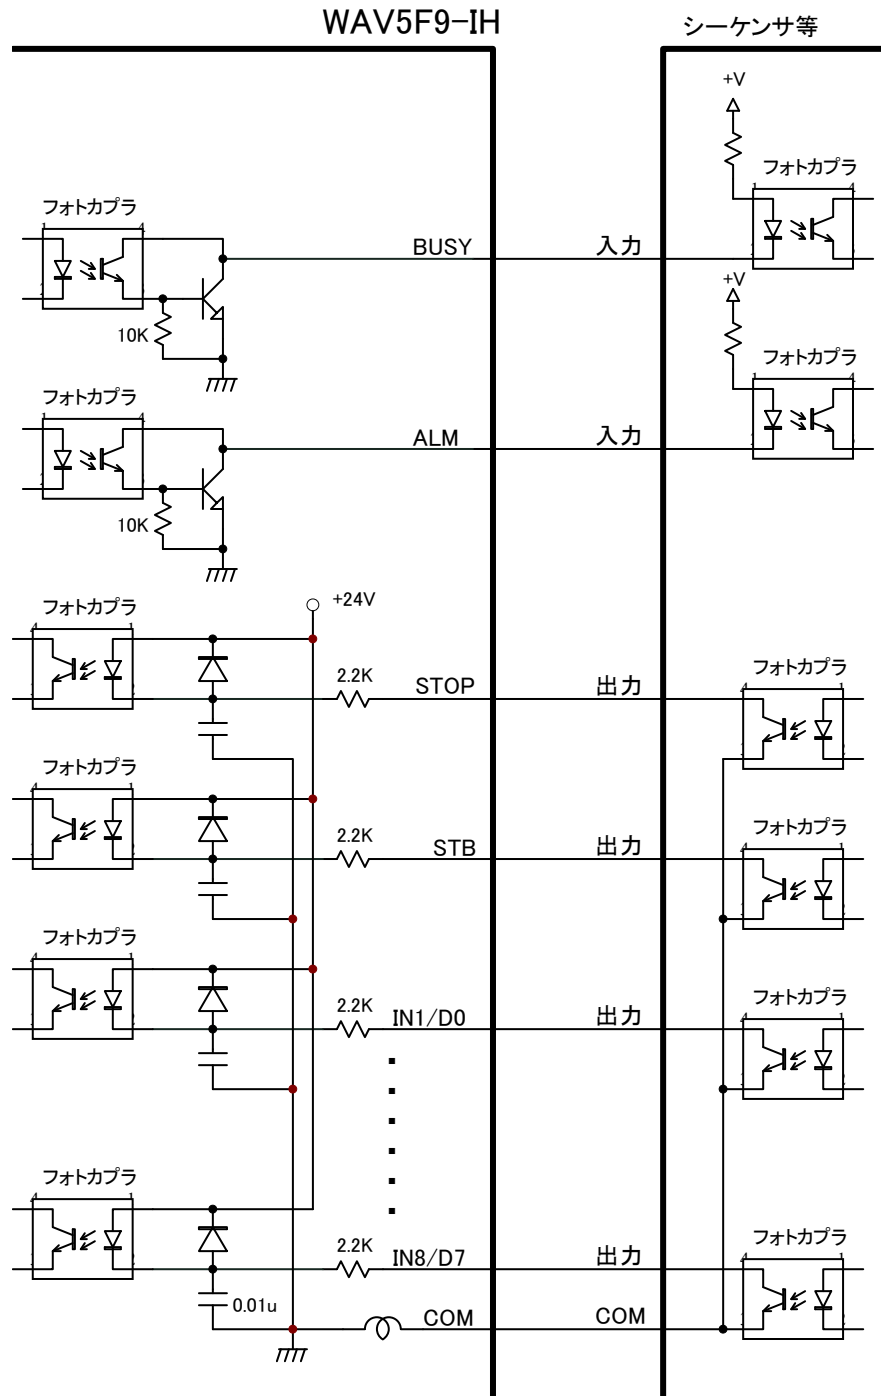 WAV5F9-IH
シーケンサ等
+V
フォトカプラ
フォトカプラ
BUSY
入力
10K
+V
フォトカプラ
フォトカプラ
ALM
入力
10K
フォトカプラ
+24V
2.2K
STOP
出力
フォトカプラ
フォトカプラ
2.2K
STB
出力
フォトカプラ
フォトカプラ
2.2K
IN1/D0
出力
フォトカプラ
フォトカプラ
2.2K
IN8/D7
出力
フォトカプラ
0.01u
COM
COM